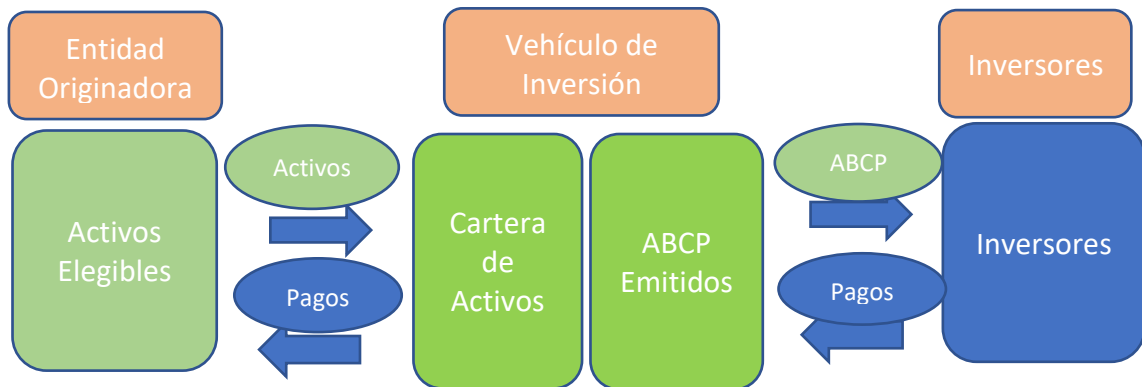 Entidad
Originadora
Vehículo de
Inversión
Inversores
Activos
Elegibles
Activos
Pagos
Cartera
de
Activos
ABCP
Emitidos
ABCP
Pagos
Inversores